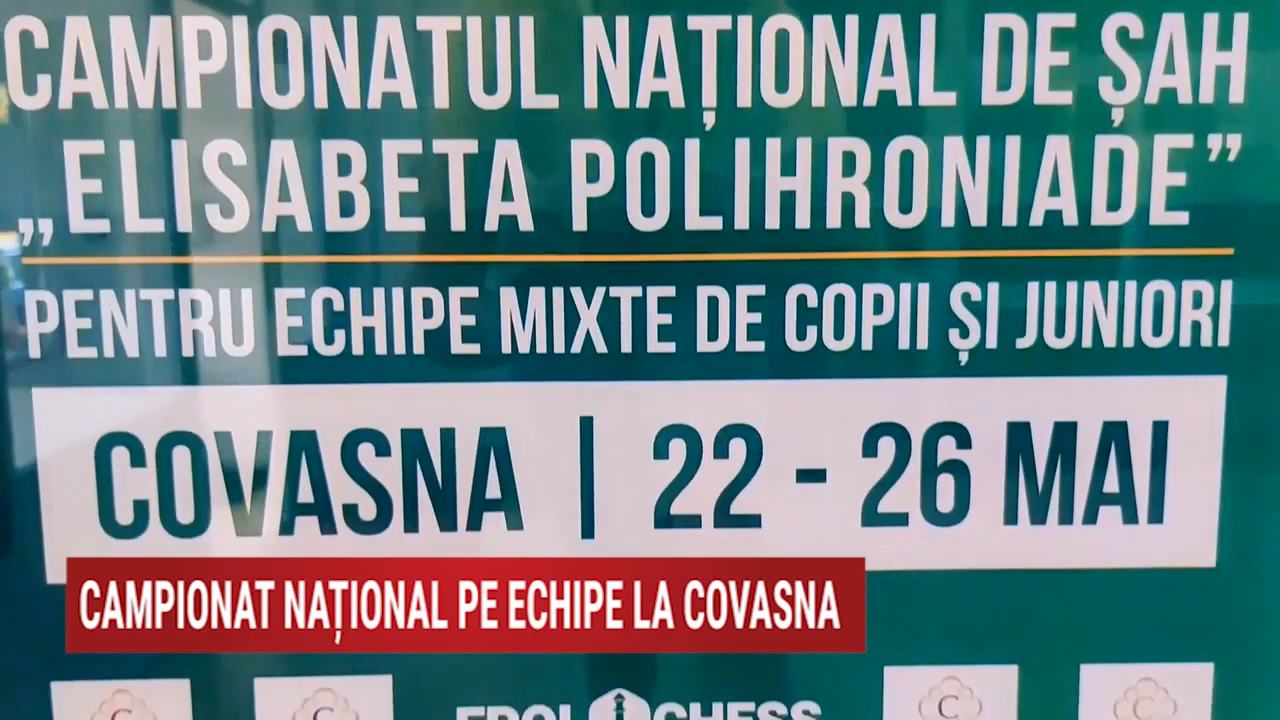 CAMPIONATUL NAȚIONAL DE ȘAH
„ELISABETA POLIHRONIADE”
PENTRU ECHIPE MIXTE DE COPII ȘI JUNIORI
COVASNA | 22 - 26 MAI
CAMPIONAT NAȚIONAL PE ECHIPE LA COVASNA
C C CHESS C C